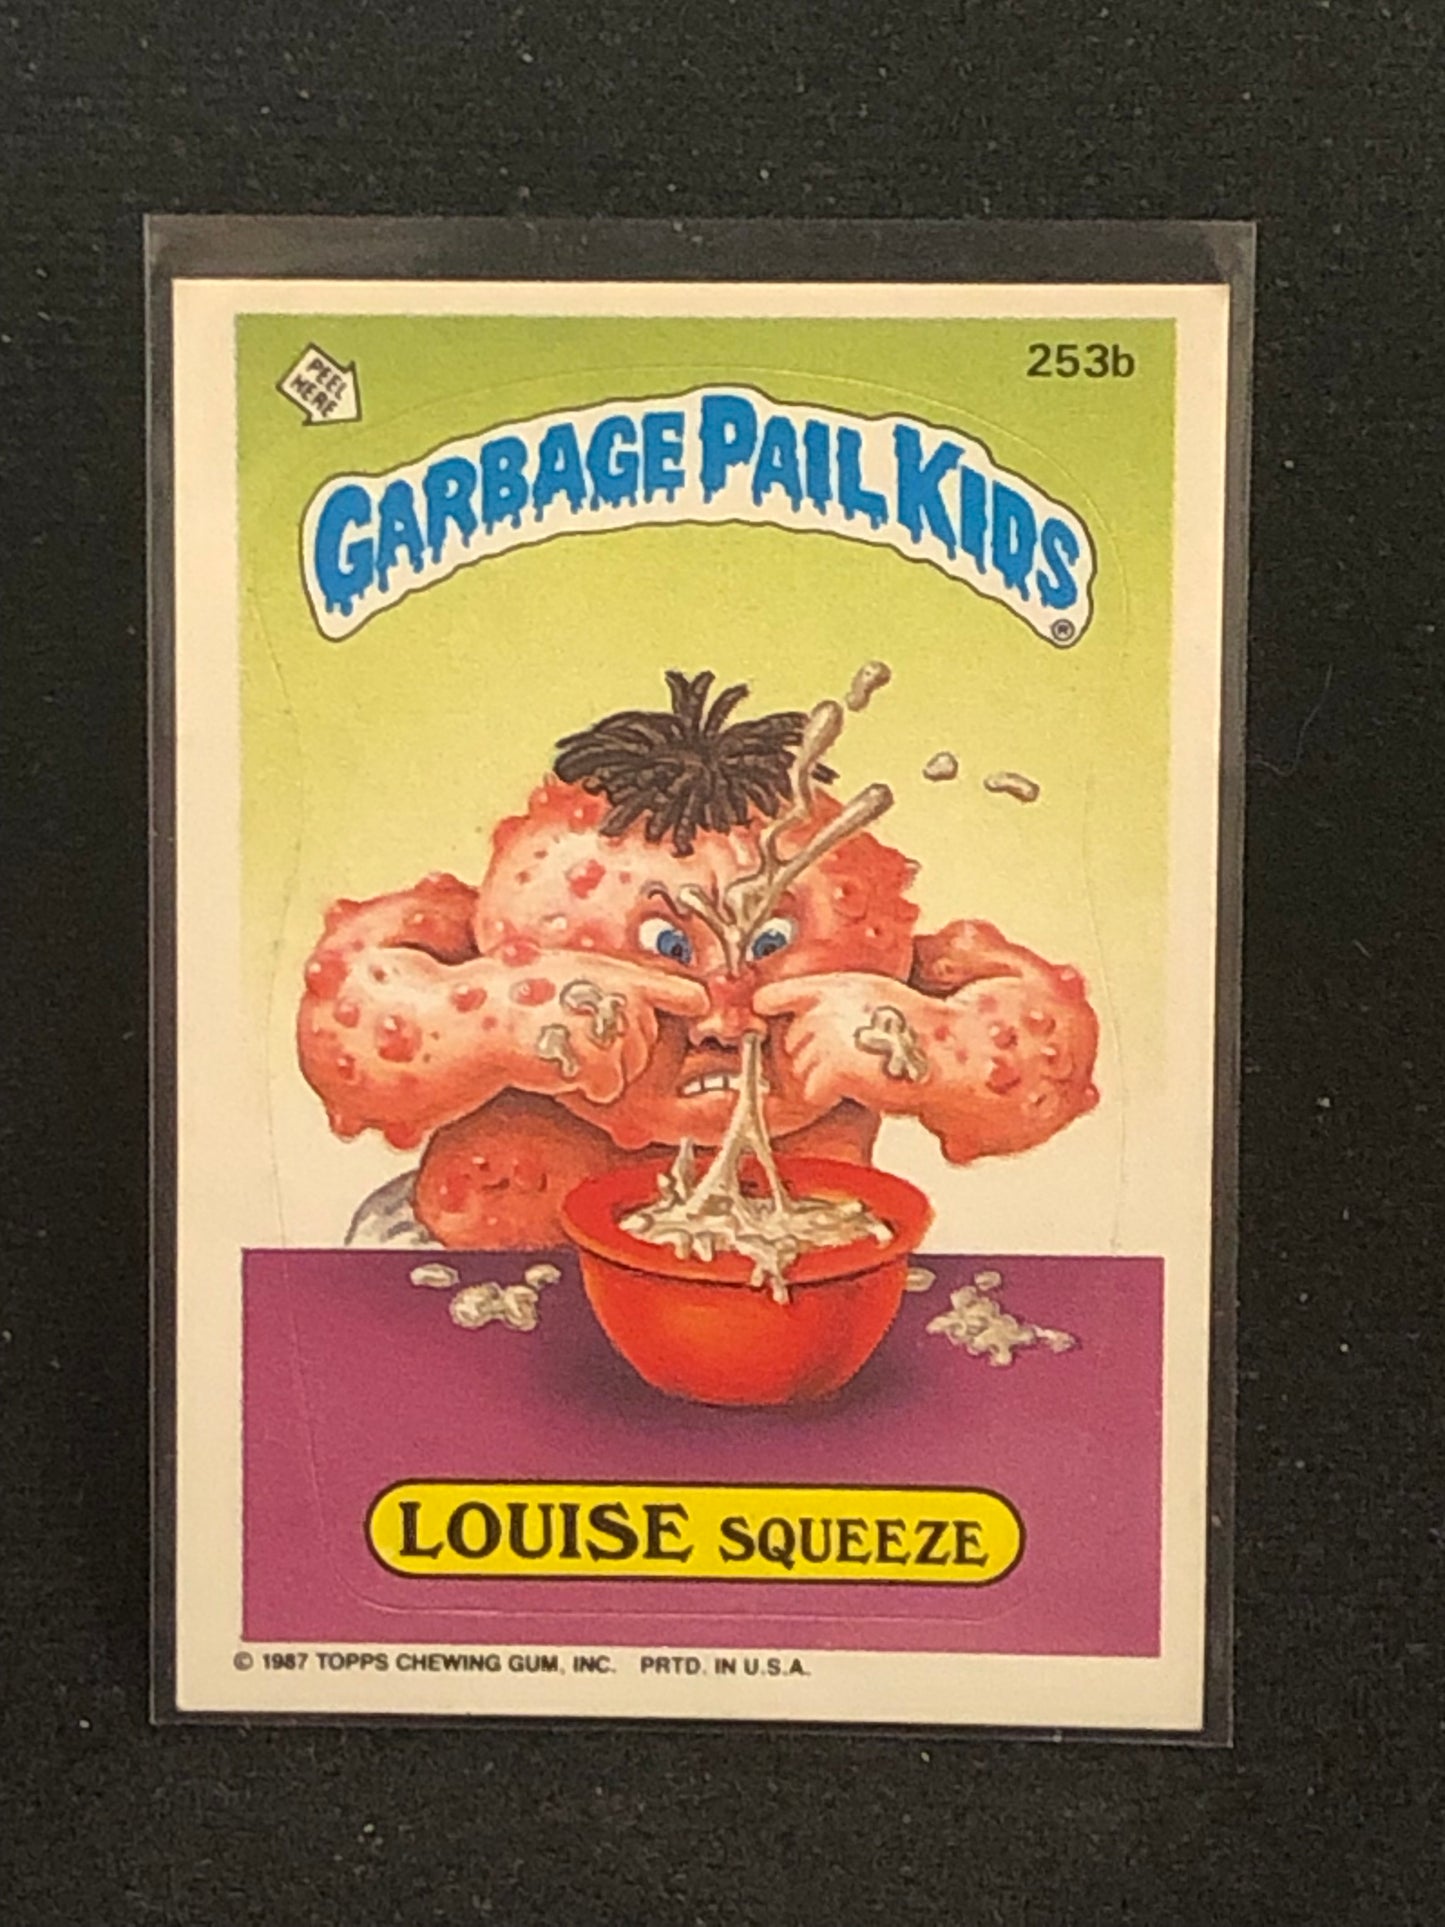 PEEL
HERE
253b
GARBAGE PAIL KIDS
®
LOUISE SQUEEZE
© 1987 TOPPS CHEWING GUM, INC. PRTD. IN U.S.A.